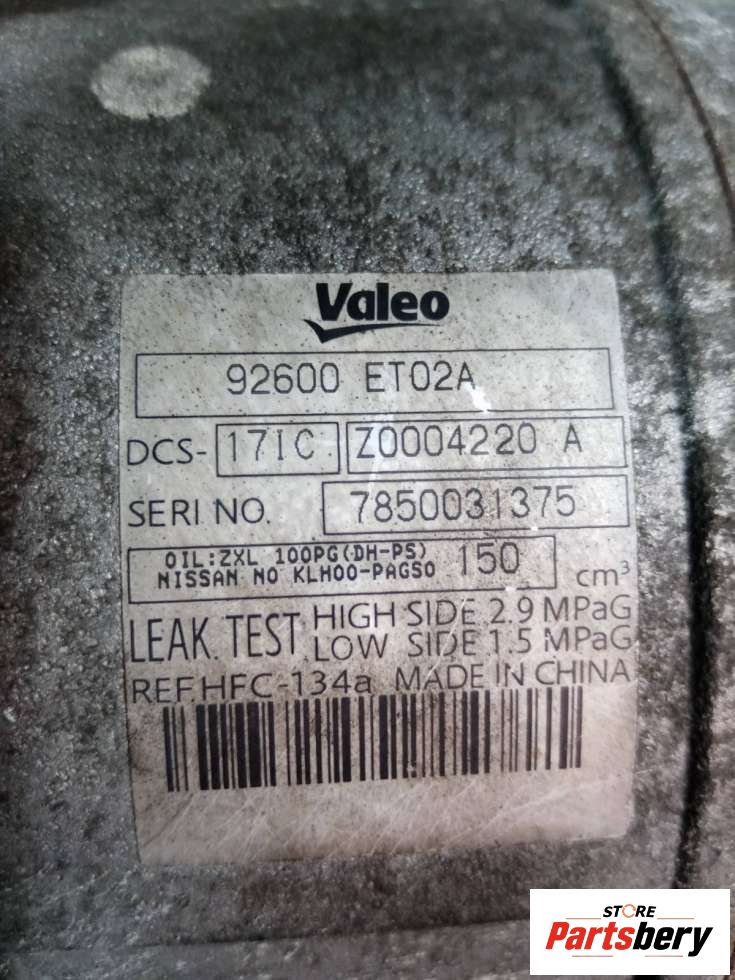 Valeo
92600 ET02A
DCS- 17IC Z0004220 A
SERI NO. 7850031375
OIL:ZXL 100PG(DH-PS)
NISSAN NO KLH00-PAGS0 150 cm³
LEAK. TEST. HIGH SIDE 2.9 MPaG
LOW SIDE 1.5 MPaG
REF.HFC-134a MADE IN CHINA
STORE
Partsbery